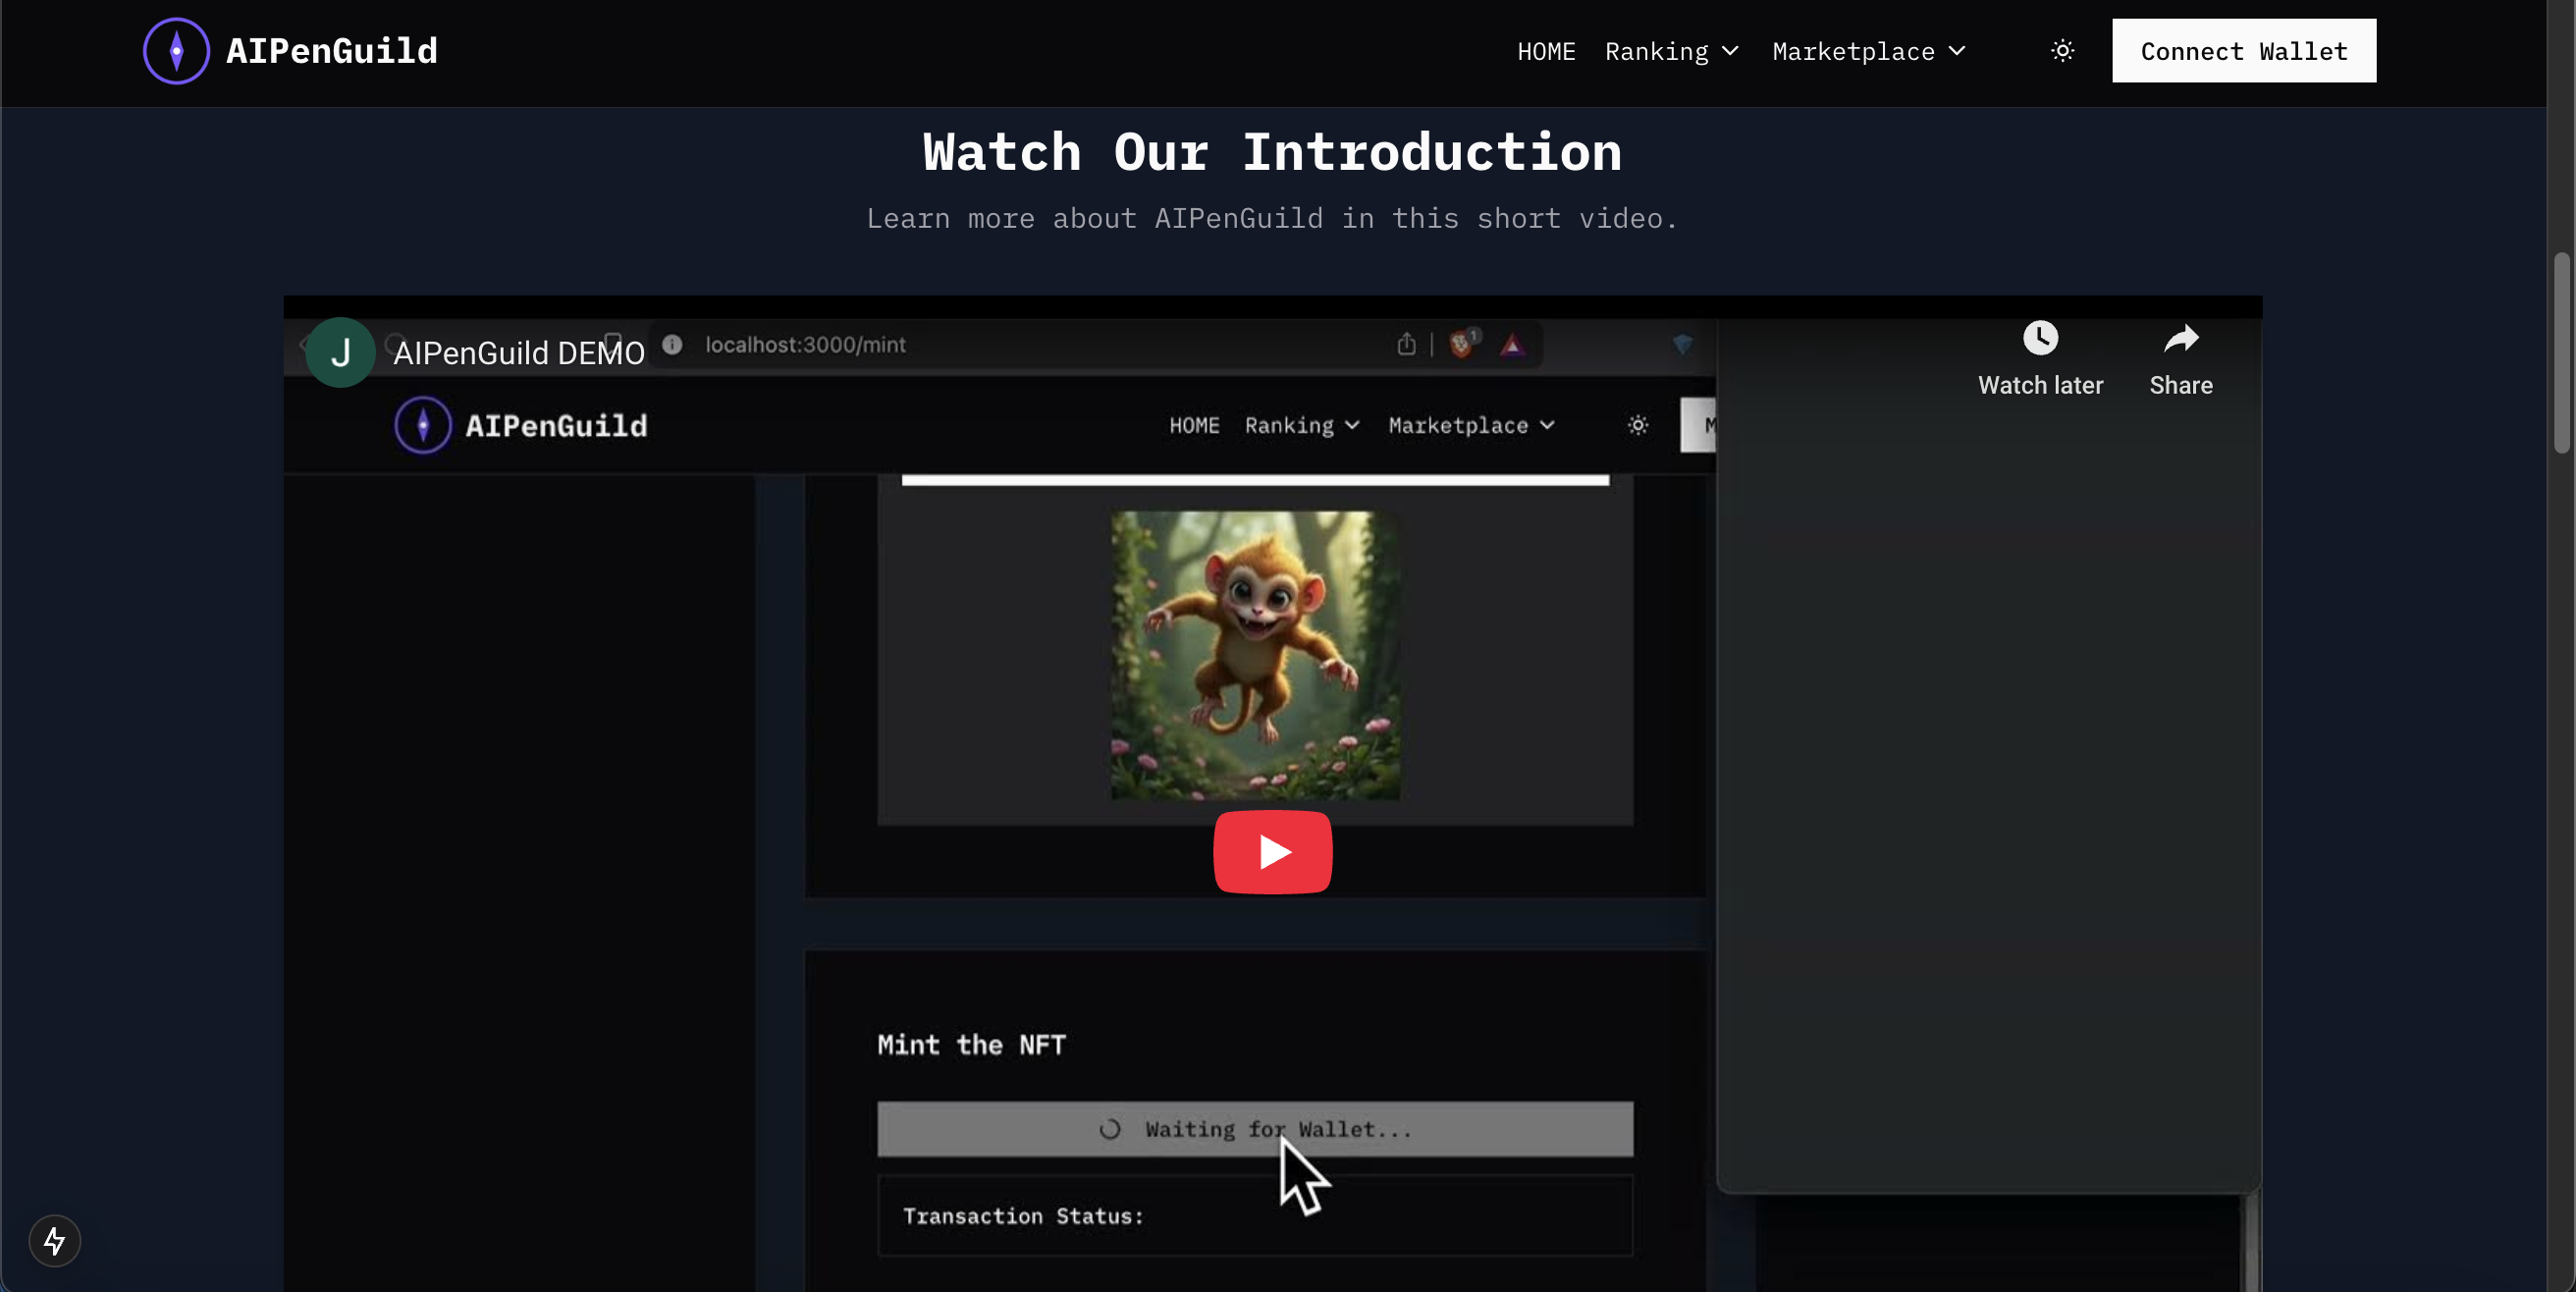 AIPenGuild
HOME Ranking Marketplace Connect Wallet
Watch Our Introduction
Learn more about AIPenGuild in this short video.
J AIPenGuild DEMO
localhost:3000/mint
1
Watch later Share
AIPenGuild
HOME Ranking Marketplace M
Mint the NFT
Waiting for Wallet...
Transaction Status: